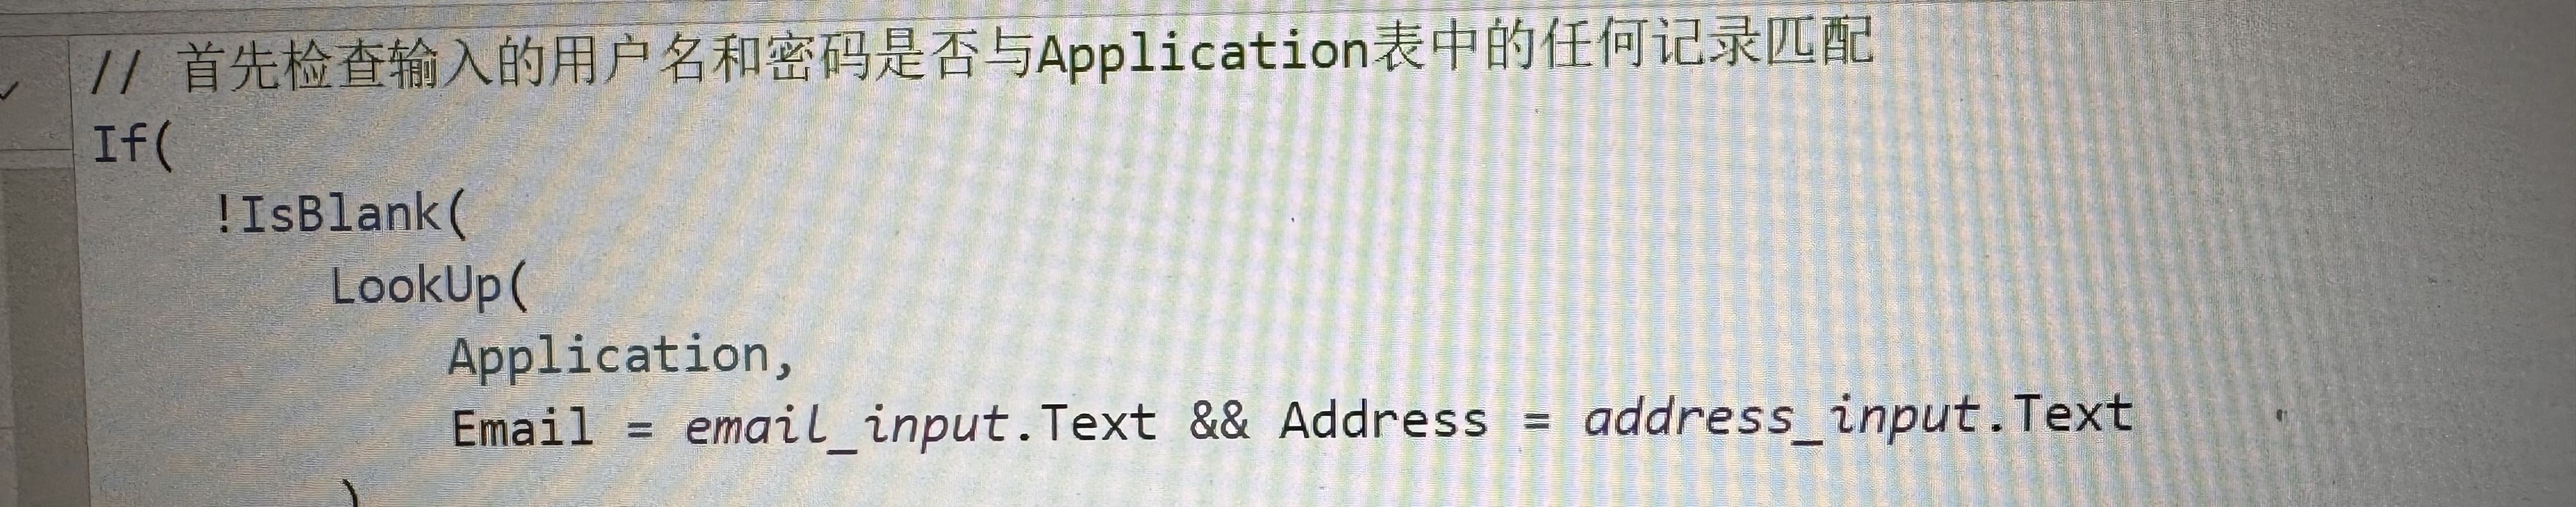 // 首先检查输入的用户名和密码是否与Application表中的任何记录匹配
If(
!IsBlank(
LookUp(
Application,
Email = email_input.Text && Address = address_input.Text
)